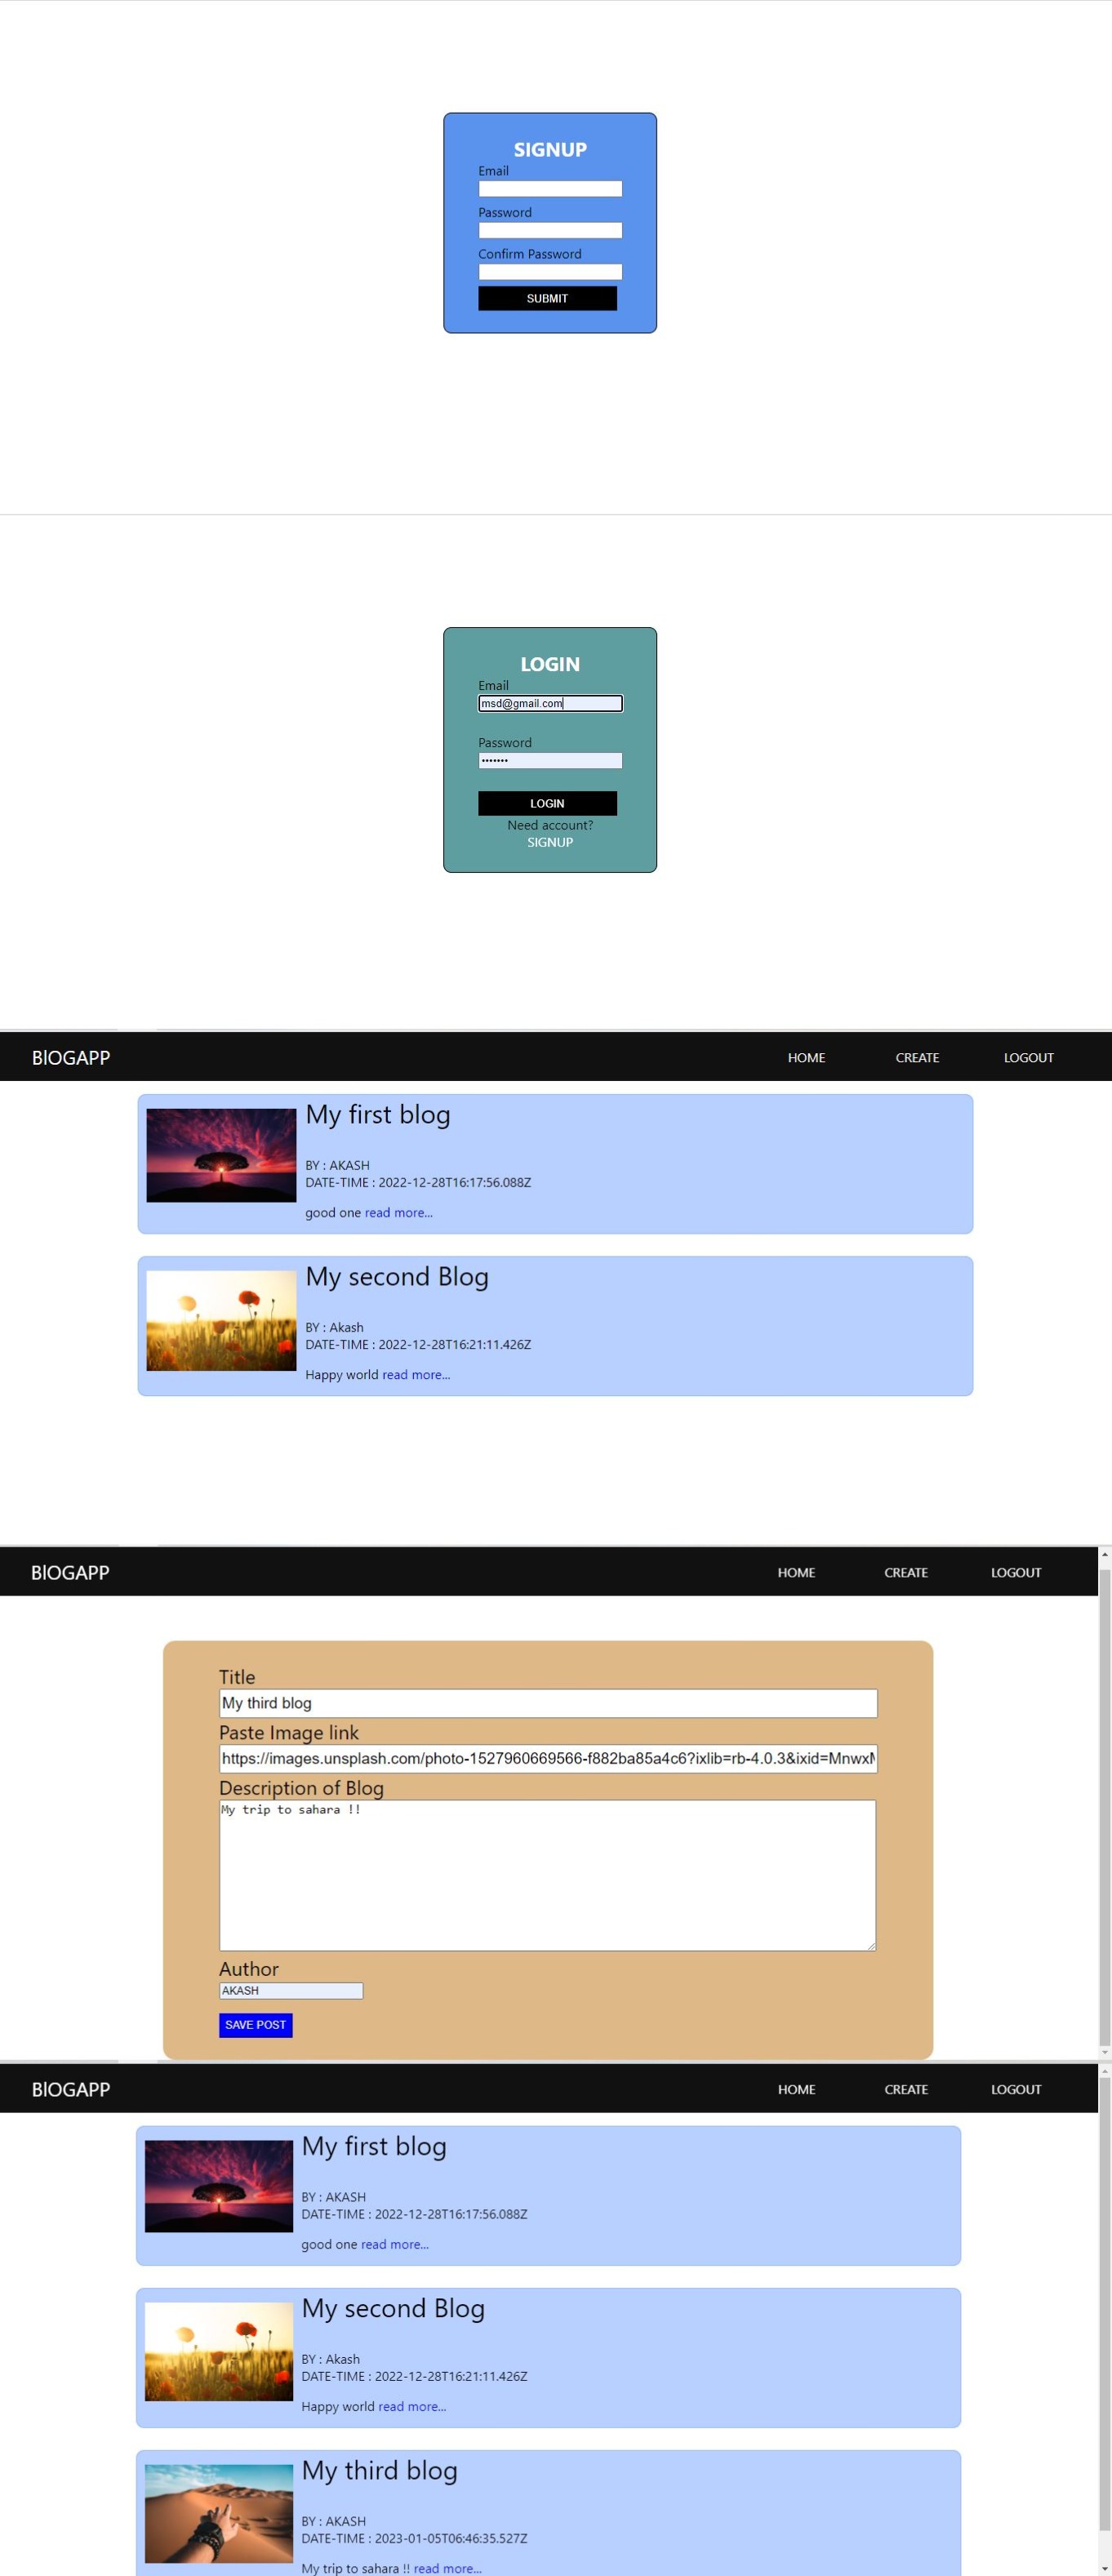 SIGNUP
Email
Password
Confirm Password
SUBMIT
LOGIN
Email
msd@gmail.com
Password
•••••••
LOGIN
Need account?
SIGNUP
BlOGAPP HOME CREATE LOGOUT
My first blog
BY : AKASH
DATE-TIME : 2022-12-28T16:17:56.088Z
good one read more...
My second Blog
BY : Akash
DATE-TIME : 2022-12-28T16:21:11.426Z
Happy world read more...
BlOGAPP HOME CREATE LOGOUT
Title
My third blog
Paste Image link
https://images.unsplash.com/photo-1527960669566-f882ba85a4c6?ixlib=rb-4.0.3&ixid=MnwxM
Description of Blog
My trip to sahara !!
Author
AKASH
SAVE POST
BlOGAPP HOME CREATE LOGOUT
My first blog
BY : AKASH
DATE-TIME : 2022-12-28T16:17:56.088Z
good one read more...
My second Blog
BY : Akash
DATE-TIME : 2022-12-28T16:21:11.426Z
Happy world read more...
My third blog
BY : AKASH
DATE-TIME : 2023-01-05T06:46:35.527Z
My trip to sahara !! read more...